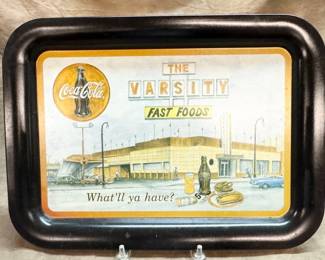 Coca-Cola
THE
VARSITY
FAST FOODS
What'll ya have?